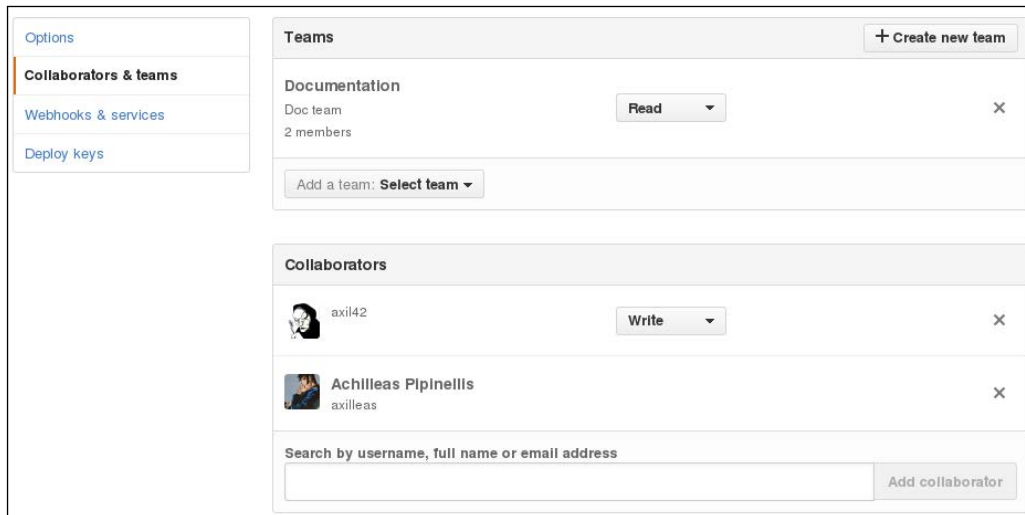 Options
Collaborators & teams
Webhooks & services
Deploy keys
Teams
+ Create new team
Documentation
Doc team
2 members
Read
Add a team: Select team
Collaborators
axil42
Write
Achilleas Pipinellis
axilleas
Search by username, full name or email address
Add collaborator